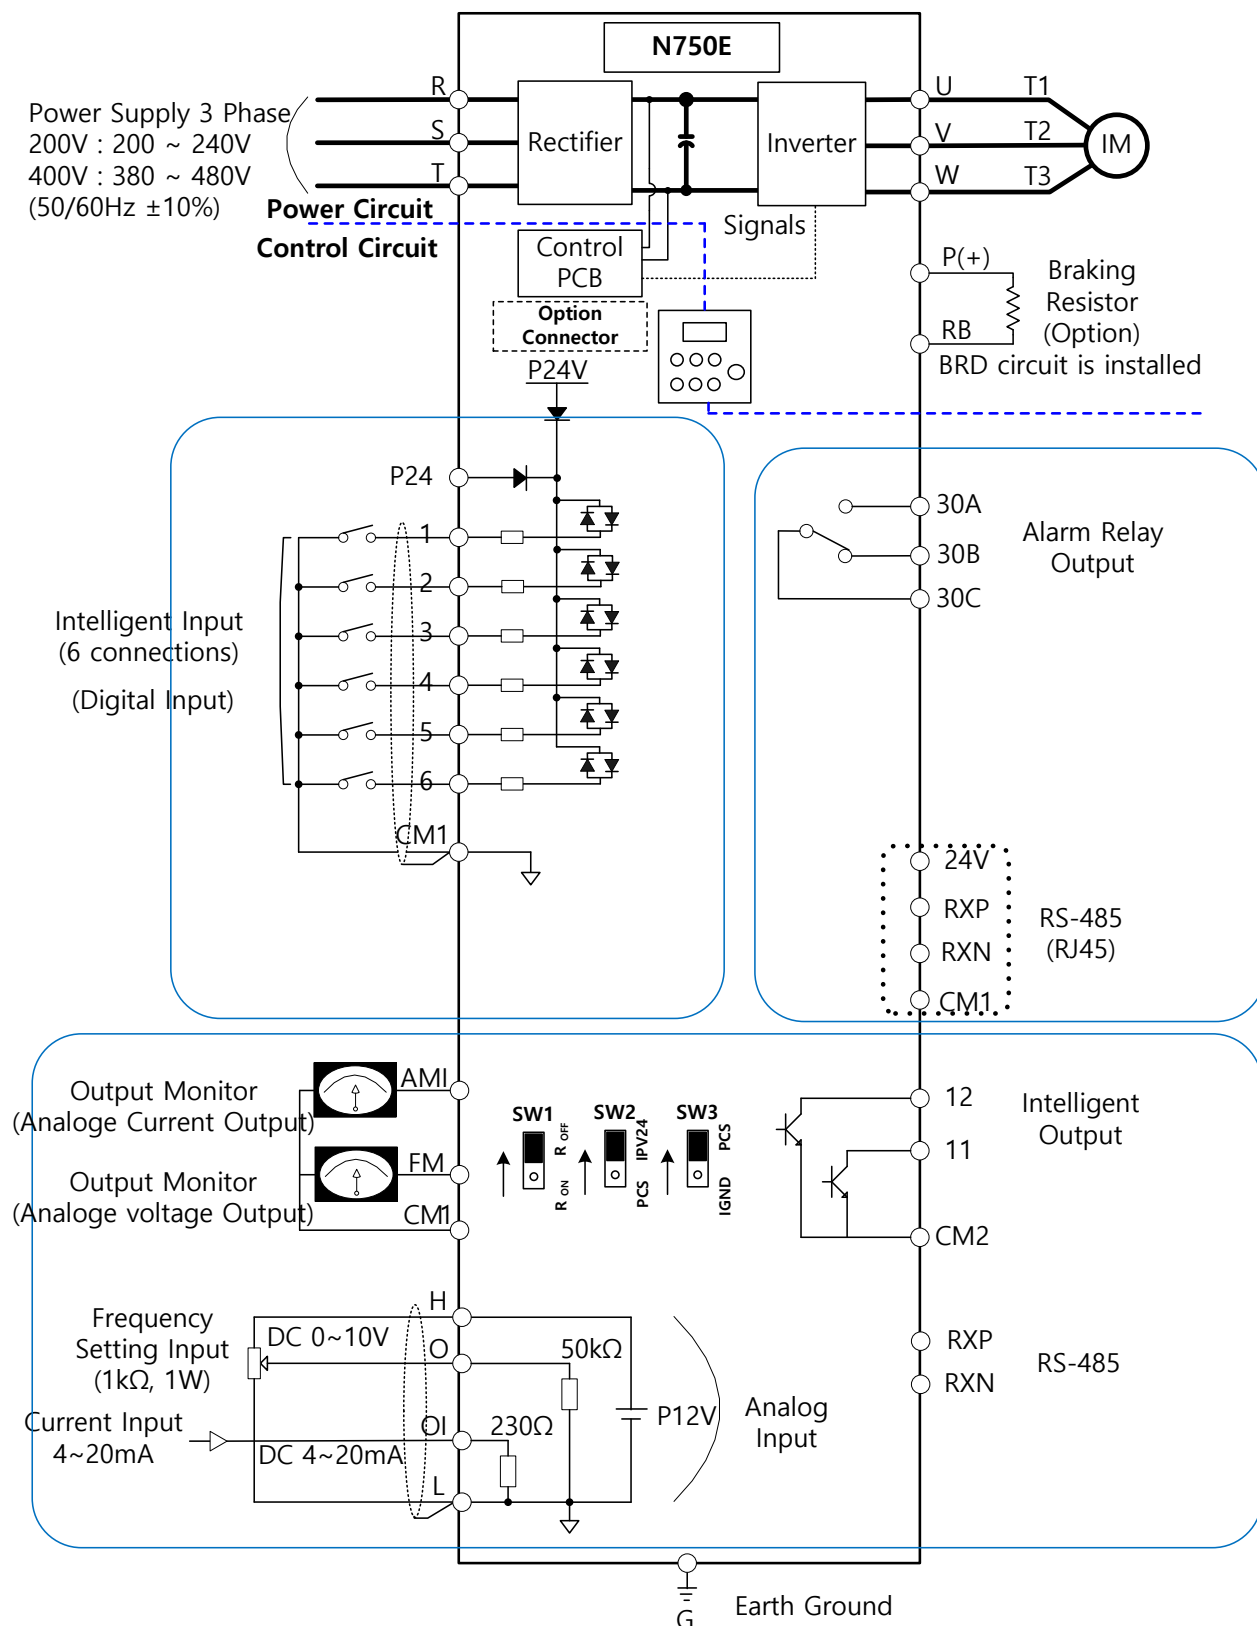 N750E
Power Supply 3 Phase
200V : 200 ~ 240V
400V : 380 ~ 480V
(50/60Hz ±10%)
R
S
T
Rectifier
Inverter
U
V
W
T1
T2
T3
IM
Power Circuit
Control Circuit
Signals
Control
PCB
Option
Connector
P24V
P(+)
RB
Braking
Resistor
(Option)
BRD circuit is installed
P24
1
2
3
4
5
6
CM1
Intelligent Input
(6 connections)
(Digital Input)
30A
30B
30C
Alarm Relay
Output
24V
RXP
RXN
CM1
RS-485
(RJ45)
Output Monitor
(Analoge Current Output)
Output Monitor
(Analoge voltage Output)
AMI
FM
CM1
SW1
R OFF
R ON
SW2
IPV24
PCS
SW3
PCS
IGND
12
11
CM2
Intelligent
Output
Frequency
Setting Input
(1kΩ, 1W)
Current Input
4~20mA
H
DC 0~10V
O
OI
DC 4~20mA
L
50kΩ
230Ω
P12V
Analog
Input
RXP
RXN
RS-485
G
Earth Ground